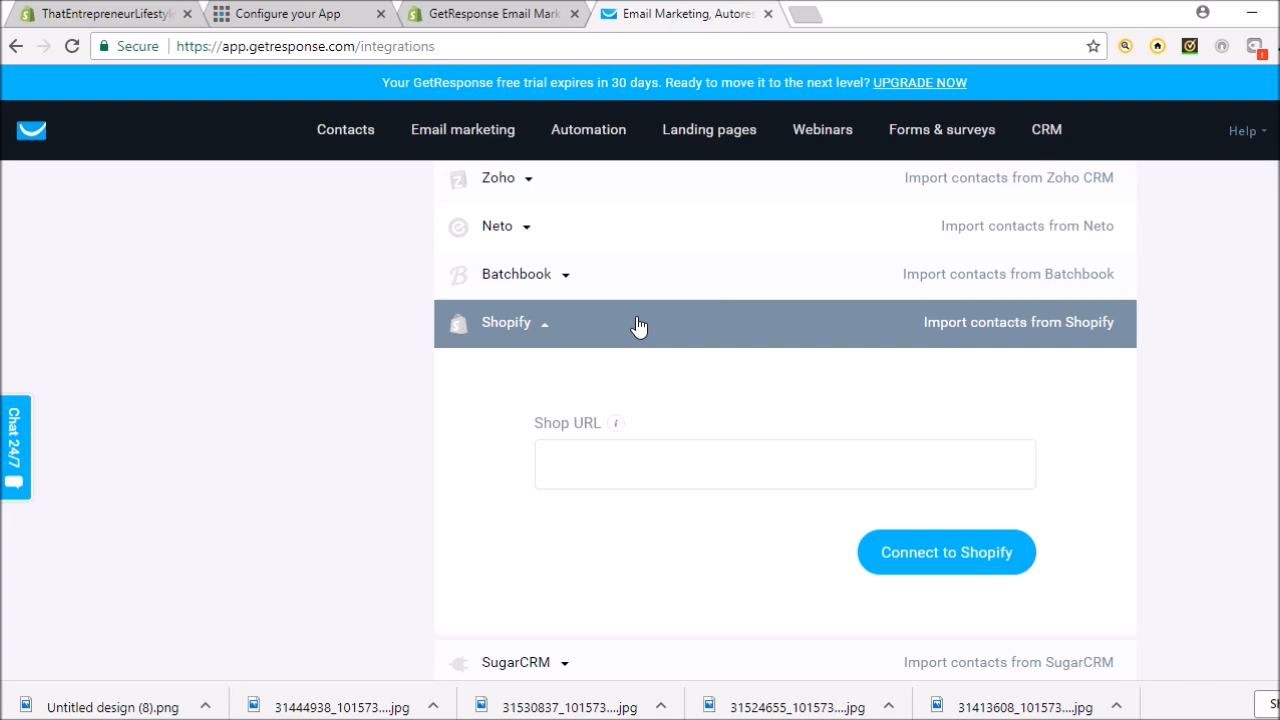 ThatEntrepreneurLifestyl
Configure your App
GetResponse Email Mark
Email Marketing, Autores
Secure
https://app.getresponse.com/integrations
Your GetResponse free trial expires in 30 days. Ready to move it to the next level? UPGRADE NOW
Contacts
Email marketing
Automation
Landing pages
Webinars
Forms & surveys
CRM
Help
Zoho
Import contacts from Zoho CRM
Neto
Import contacts from Neto
Batchbook
Import contacts from Batchbook
Shopify
Import contacts from Shopify
Shop URL i
Connect to Shopify
SugarCRM
Import contacts from SugarCRM
Chat 24/7
Untitled design (8).png
31444938_101573....jpg
31530837_101573....jpg
31524655_101573....jpg
31413608_101573....jpg
S